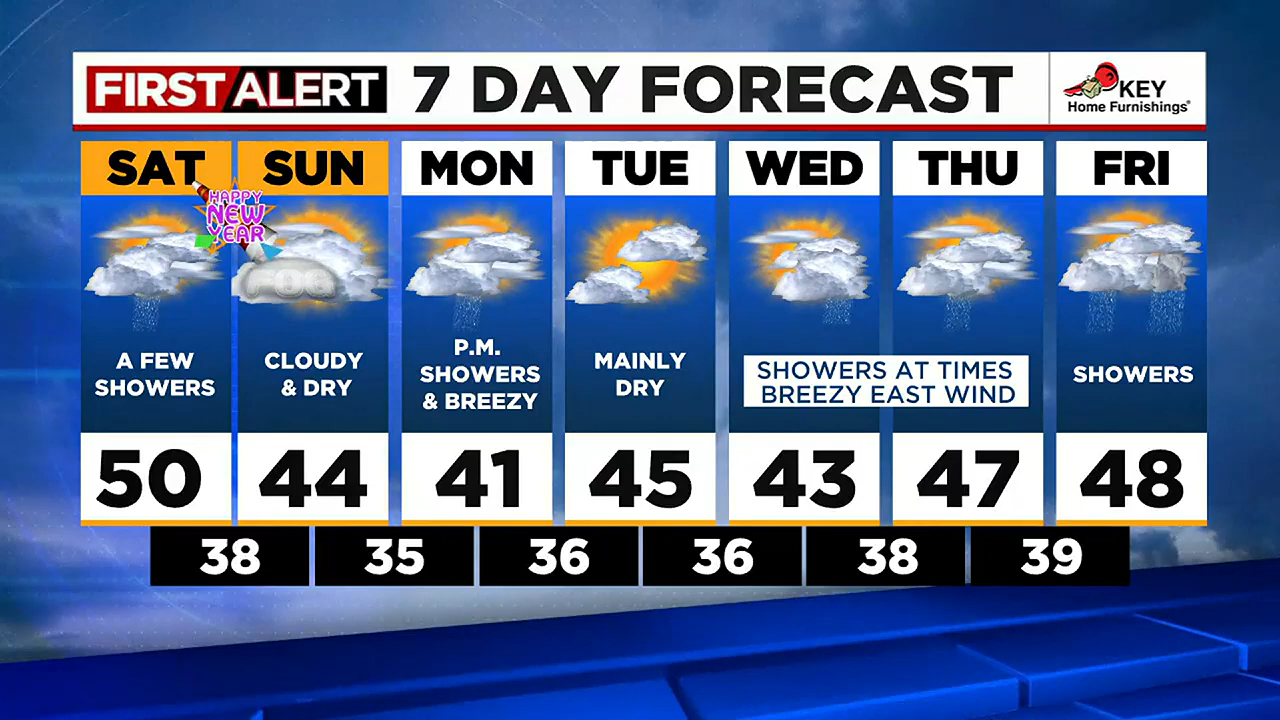 FIRST ALERT 7 DAY FORECAST
KEY
Home Furnishings®
SAT SUN MON TUE WED THU FRI
HAPPY
NEW
YEAR
FOG
A FEW
SHOWERS
CLOUDY
& DRY
P.M.
SHOWERS
& BREEZY
MAINLY
DRY
SHOWERS AT TIMES
BREEZY EAST WIND
SHOWERS
50 44 41 45 43 47 48
38 35 36 36 38 39